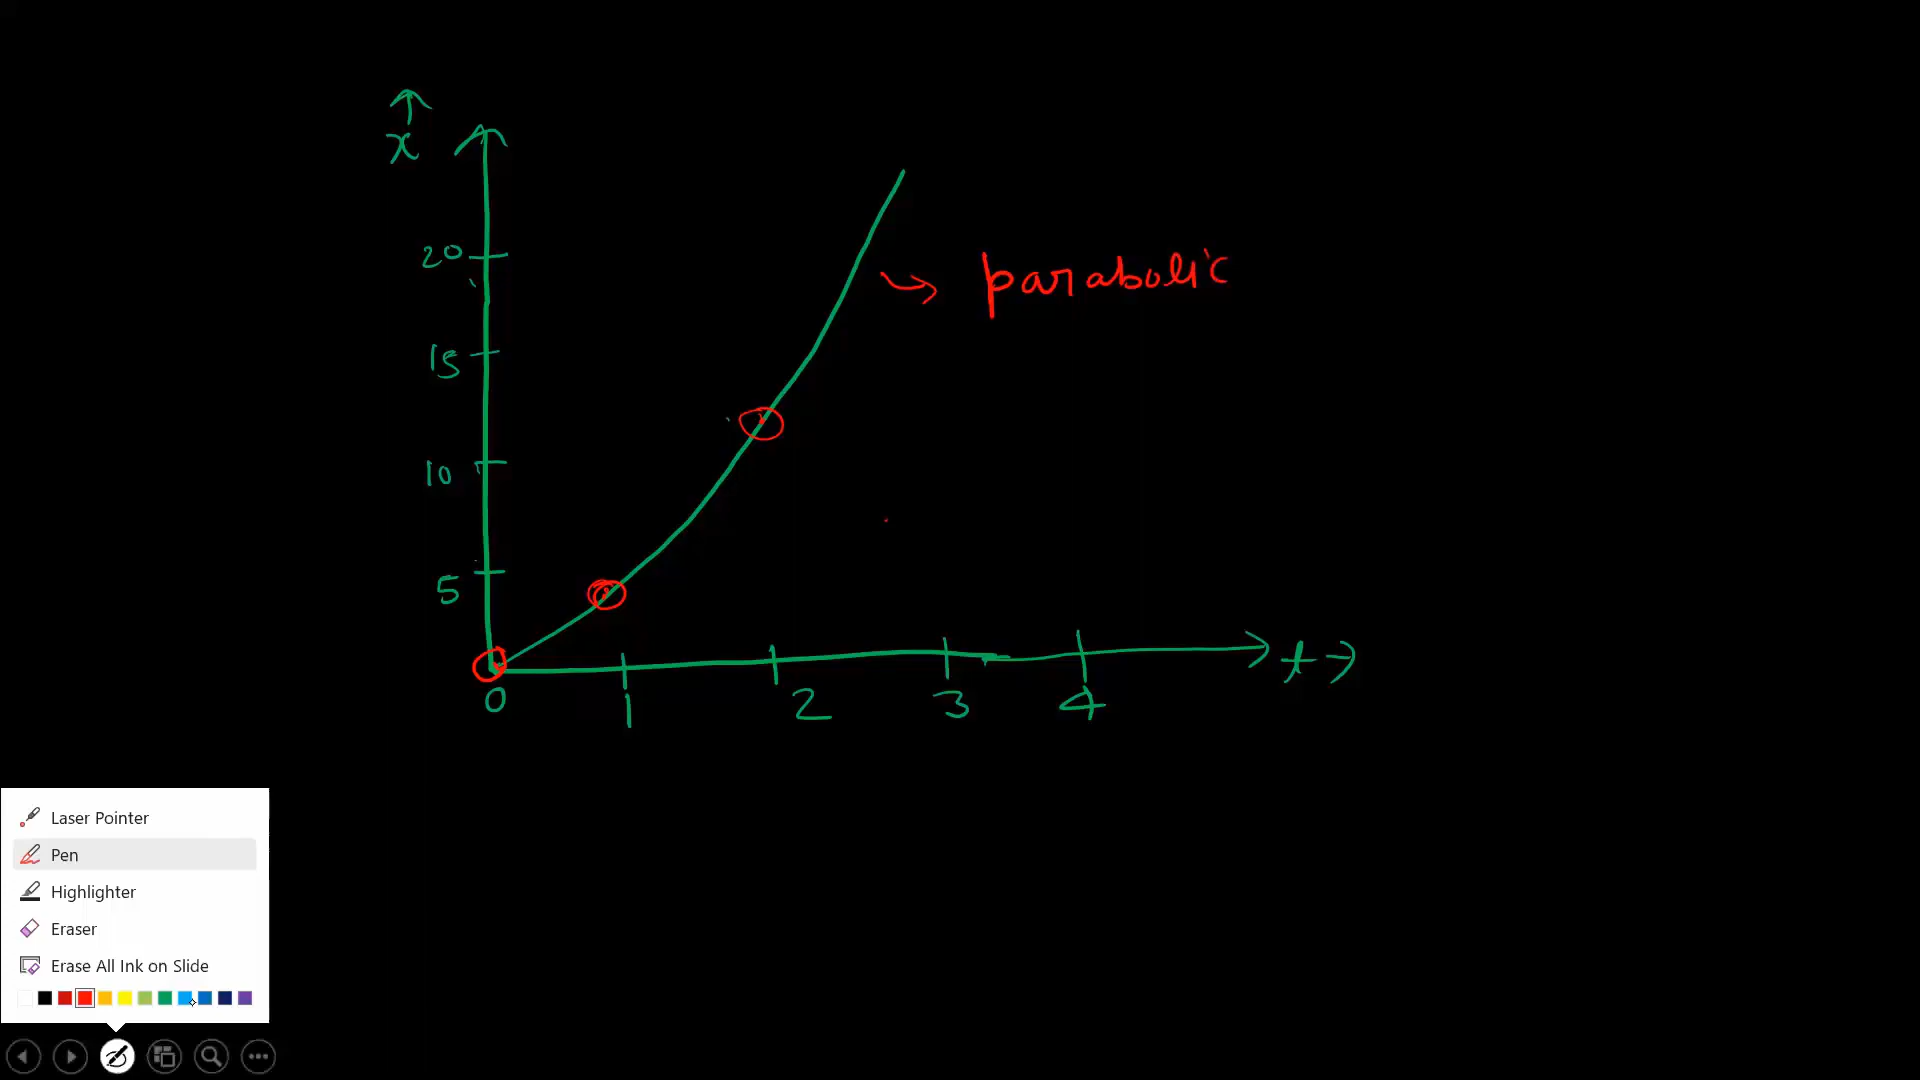 x
20
15
10
5
0
1
2
3
4
t
parabolic
Laser Pointer
Pen
Highlighter
Eraser
Erase All Ink on Slide